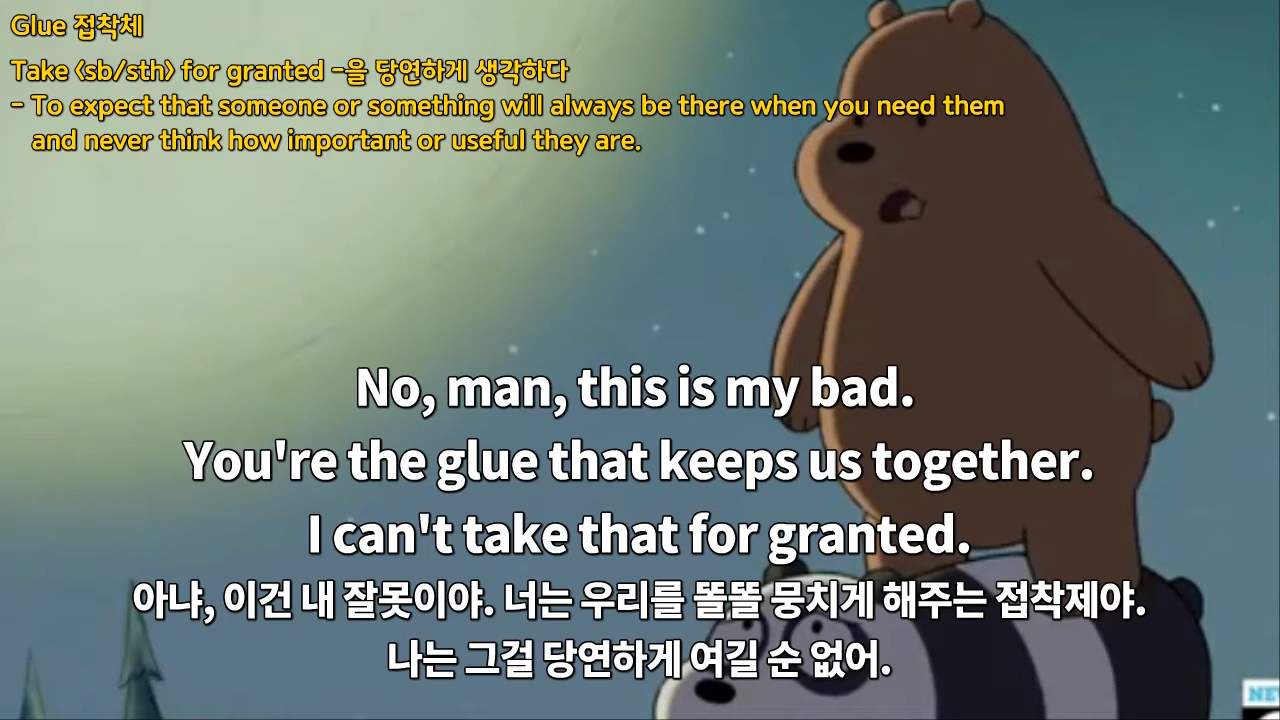 Glue 접착체
Take <sb/sth> for granted -을 당연하게 생각하다
- To expect that someone or something will always be there when you need them
and never think how important or useful they are.
No, man, this is my bad.
You're the glue that keeps us together.
I can't take that for granted.
아냐, 이건 내 잘못이야. 너는 우리를 똘똘 뭉치게 해주는 접착제야.
나는 그걸 당연하게 여길 순 없어.